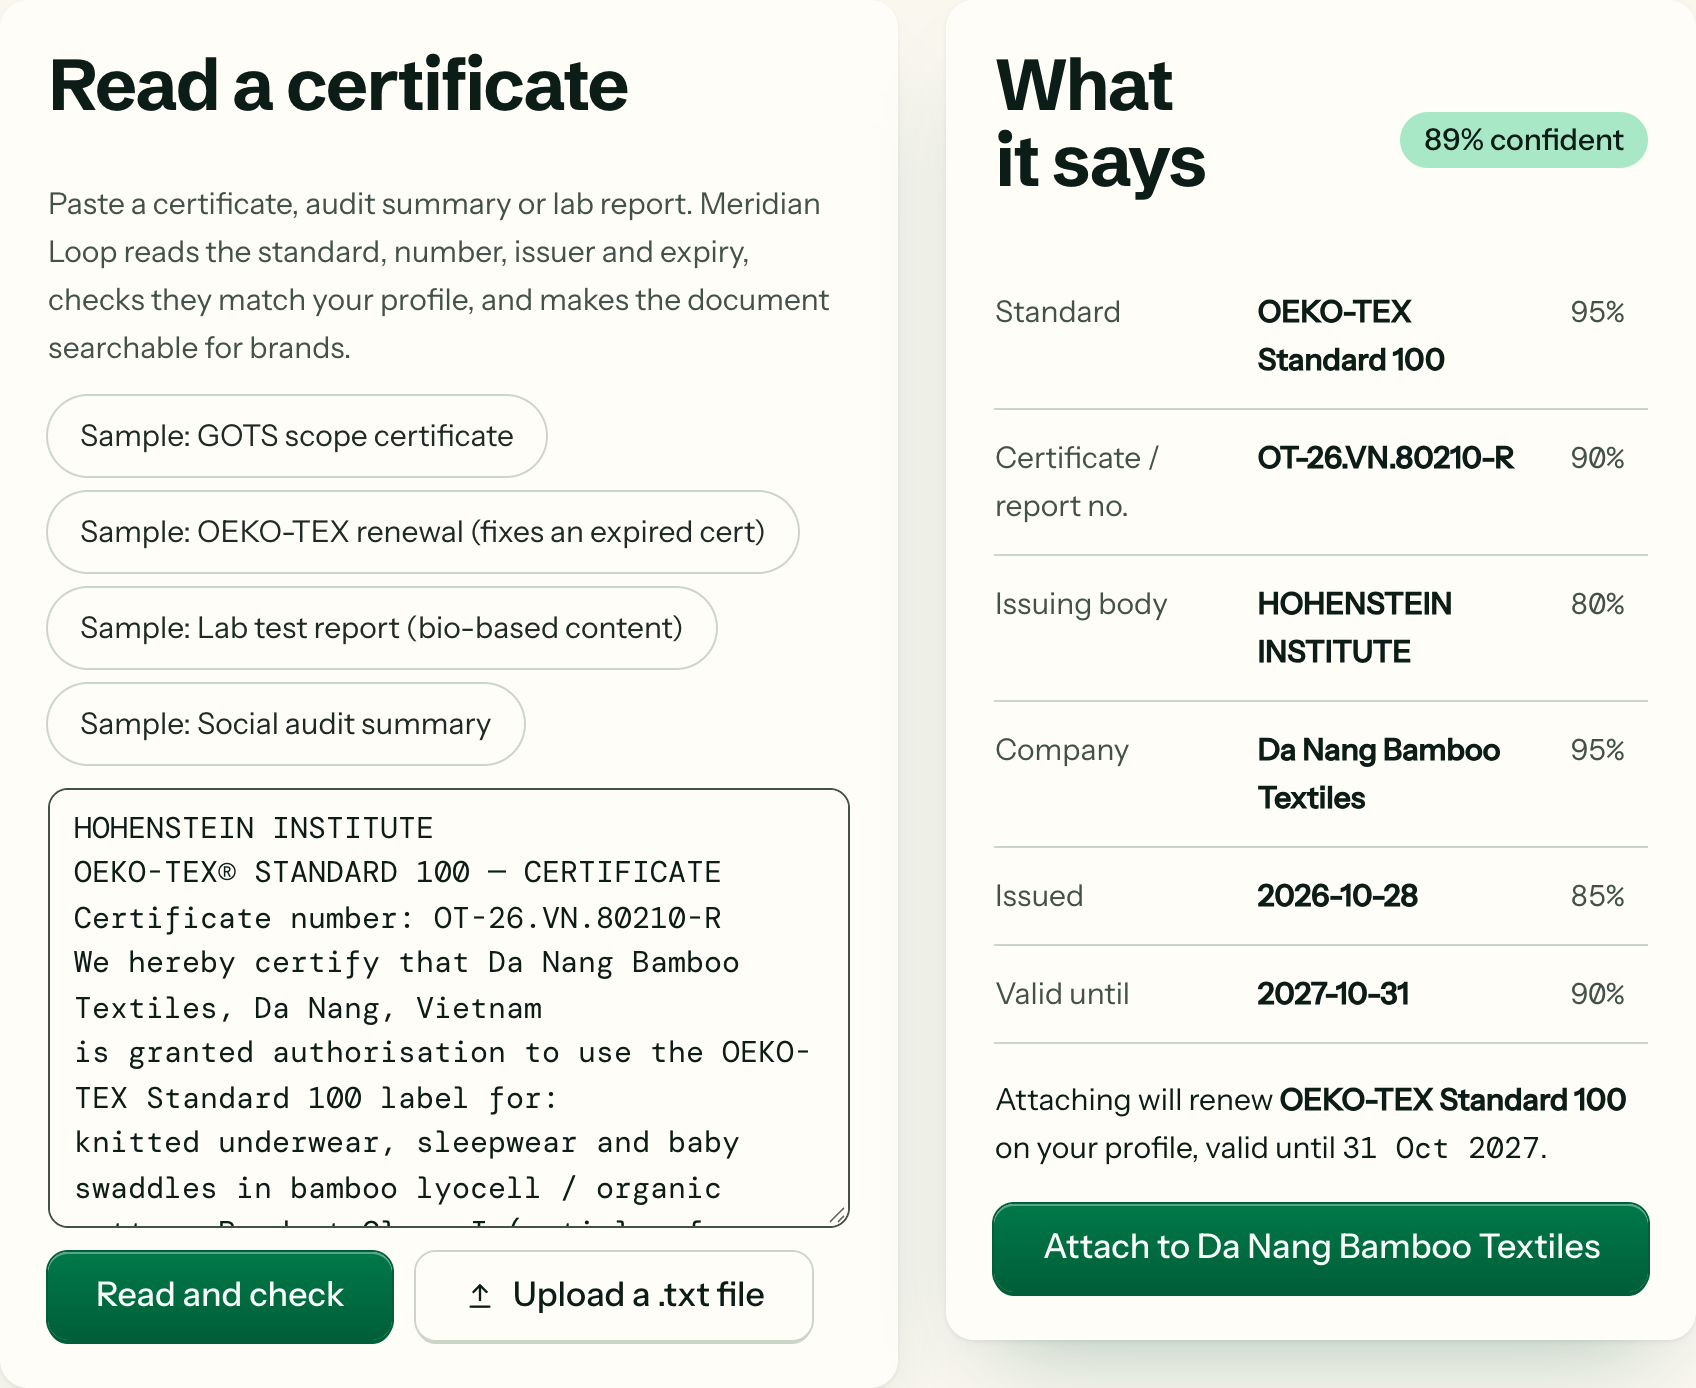 Read a certificate
Paste a certificate, audit summary or lab report. Meridian
Loop reads the standard, number, issuer and expiry,
checks they match your profile, and makes the document
searchable for brands.
Sample: GOTS scope certificate
Sample: OEKO-TEX renewal (fixes an expired cert)
Sample: Lab test report (bio-based content)
Sample: Social audit summary
HOHENSTEIN INSTITUTE
OEKO-TEX® STANDARD 100 — CERTIFICATE
Certificate number: OT-26.VN.80210-R
We hereby certify that Da Nang Bamboo
Textiles, Da Nang, Vietnam
is granted authorisation to use the OEKO-
TEX Standard 100 label for:
knitted underwear, sleepwear and baby
swaddles in bamboo lyocell / organic
Read and check
Upload a .txt file
What
it says
89% confident
Standard
OEKO-TEX
Standard 100
95%
Certificate /
report no.
OT-26.VN.80210-R
90%
Issuing body
HOHENSTEIN
INSTITUTE
80%
Company
Da Nang Bamboo
Textiles
95%
Issued
2026-10-28
85%
Valid until
2027-10-31
90%
Attaching will renew OEKO-TEX Standard 100
on your profile, valid until 31 Oct 2027.
Attach to Da Nang Bamboo Textiles